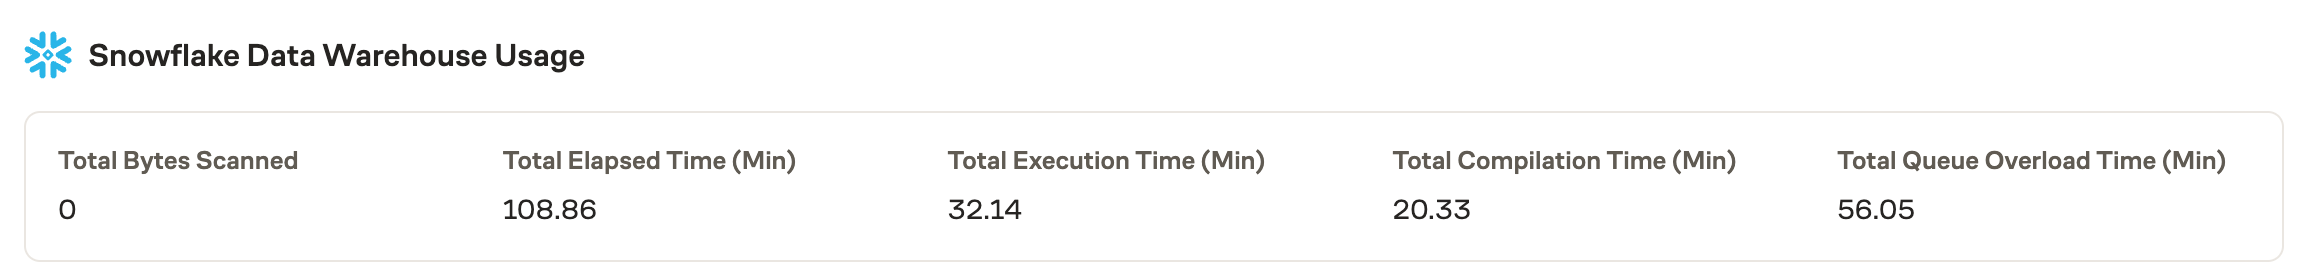 Snowflake Data Warehouse Usage
Total Bytes Scanned
0
Total Elapsed Time (Min)
108.86
Total Execution Time (Min)
32.14
Total Compilation Time (Min)
20.33
Total Queue Overload Time (Min)
56.05